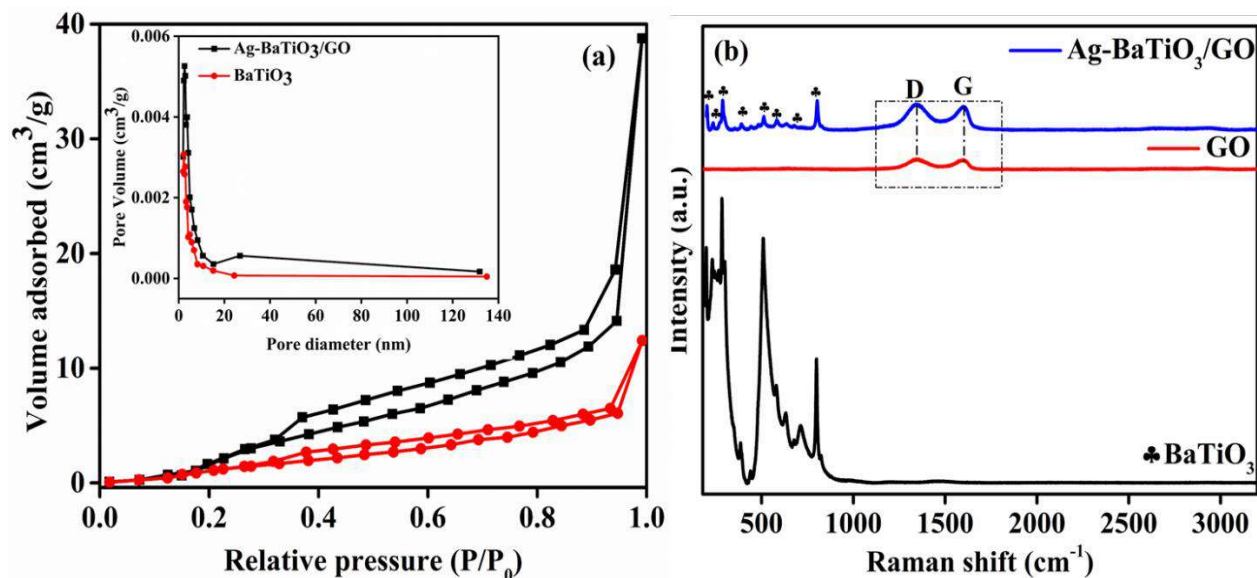 (a)
Volume adsorbed (cm³/g)
40
30
20
10
0
0.0 0.2 0.4 0.6 0.8 1.0
Relative pressure (P/P₀)
Pore Volume (cm³/g)
0.006
0.004
0.002
0.000
Ag-BaTiO3/GO
BaTiO3
0 20 40 60 80 100 120 140
Pore diameter (nm)
(b)
Intensity (a.u.)
Ag-BaTiO₃/GO
D G
GO
♣BaTiO₃
500 1000 1500 2000 2500 3000
Raman shift (cm⁻¹)